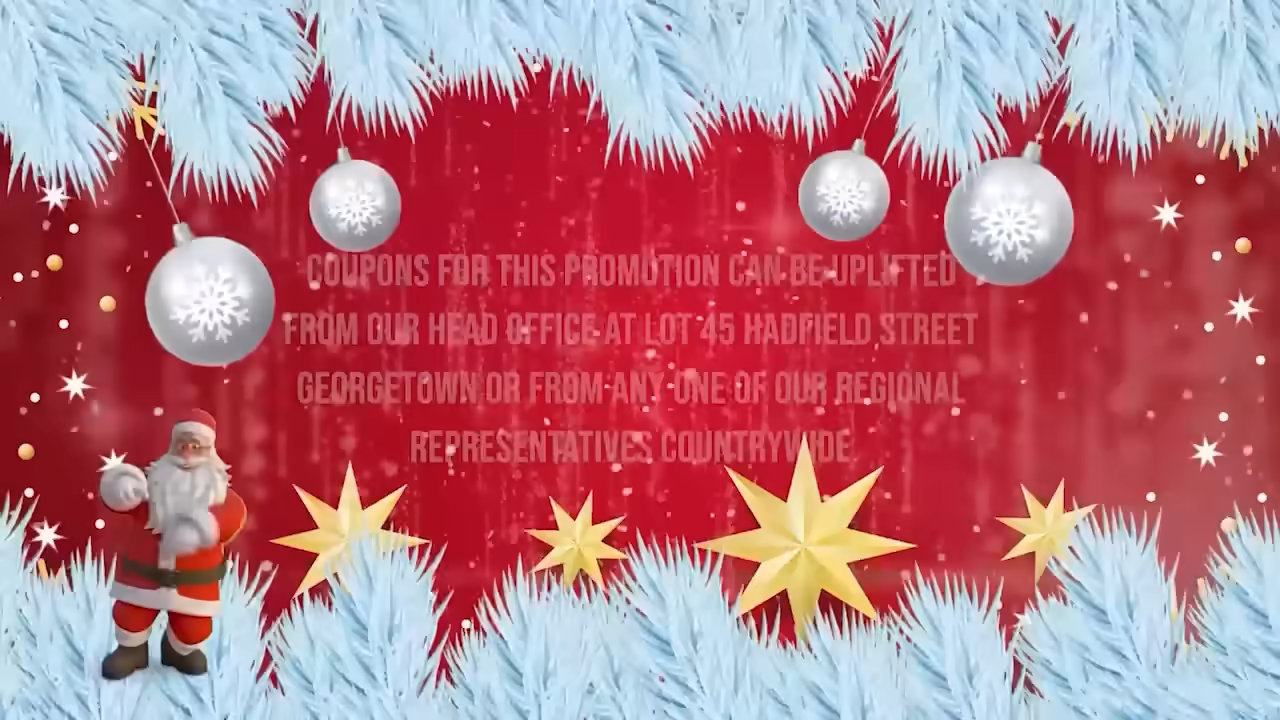 COUPONS FOR THIS PROMOTION CAN BE UPLIFTED
FROM OUR HEAD OFFICE AT LOT 45 HADFIELD STREET
GEORGETOWN OR FROM ANY ONE OF OUR REGIONAL
REPRESENTATIVES COUNTRYWIDE.